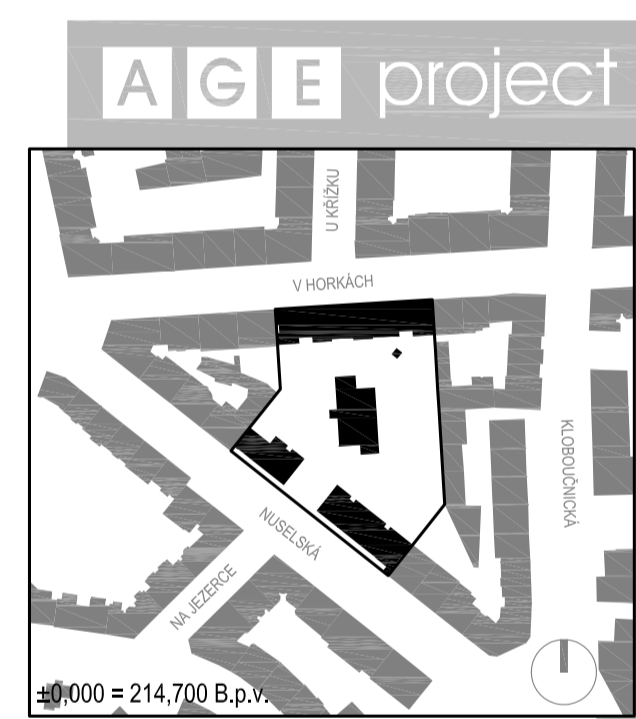 AGE project
U KŘÍŽKU
V HORKÁCH
KLOBOUČNICKÁ
NUSELSKÁ
NA JEZERCE
±0,000 = 214,700 B.p.v.